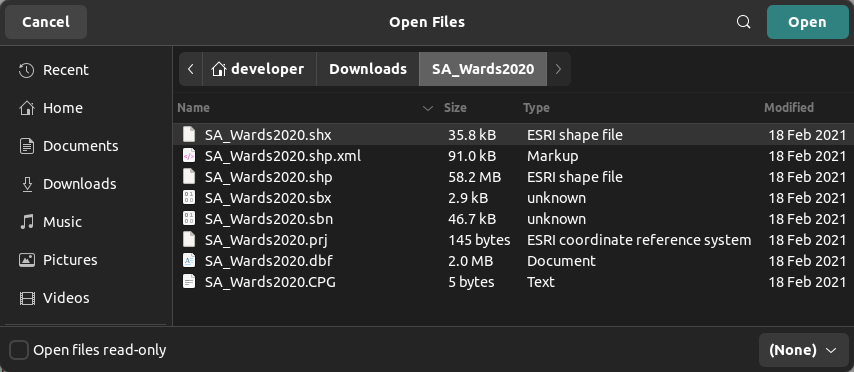 Cancel Open Files Open
Recent
Home
Documents
Downloads
Music
Pictures
Videos
developer Downloads SA_Wards2020
Name Size Type Modified
SA_Wards2020.shx 35.8 kB ESRI shape file 18 Feb 2021
SA_Wards2020.shp.xml 91.0 kB Markup 18 Feb 2021
SA_Wards2020.shp 58.2 MB ESRI shape file 18 Feb 2021
SA_Wards2020.sbx 2.9 kB unknown 18 Feb 2021
SA_Wards2020.sbn 46.7 kB unknown 18 Feb 2021
SA_Wards2020.prj 145 bytes ESRI coordinate reference system 18 Feb 2021
SA_Wards2020.dbf 2.0 MB Document 18 Feb 2021
SA_Wards2020.CPG 5 bytes Text 18 Feb 2021
Open files read-only (None)